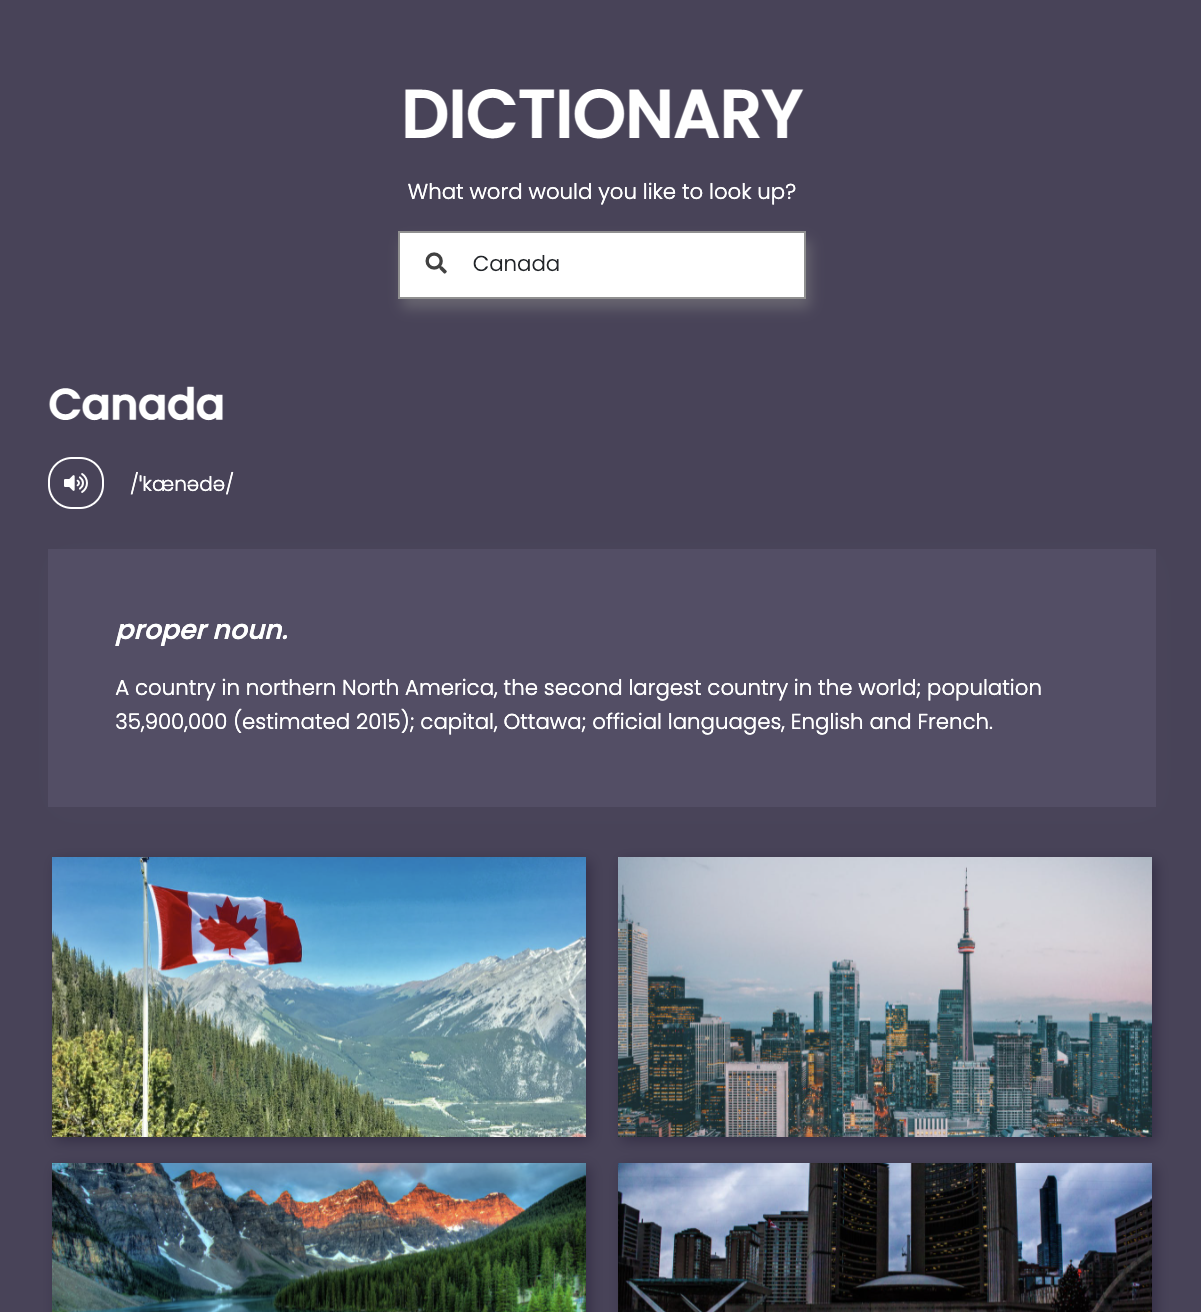 DICTIONARY
What word would you like to look up?
Canada
Canada
/ˈkænədə/
proper noun.
A country in northern North America, the second largest country in the world; population
35,900,000 (estimated 2015); capital, Ottawa; official languages, English and French.